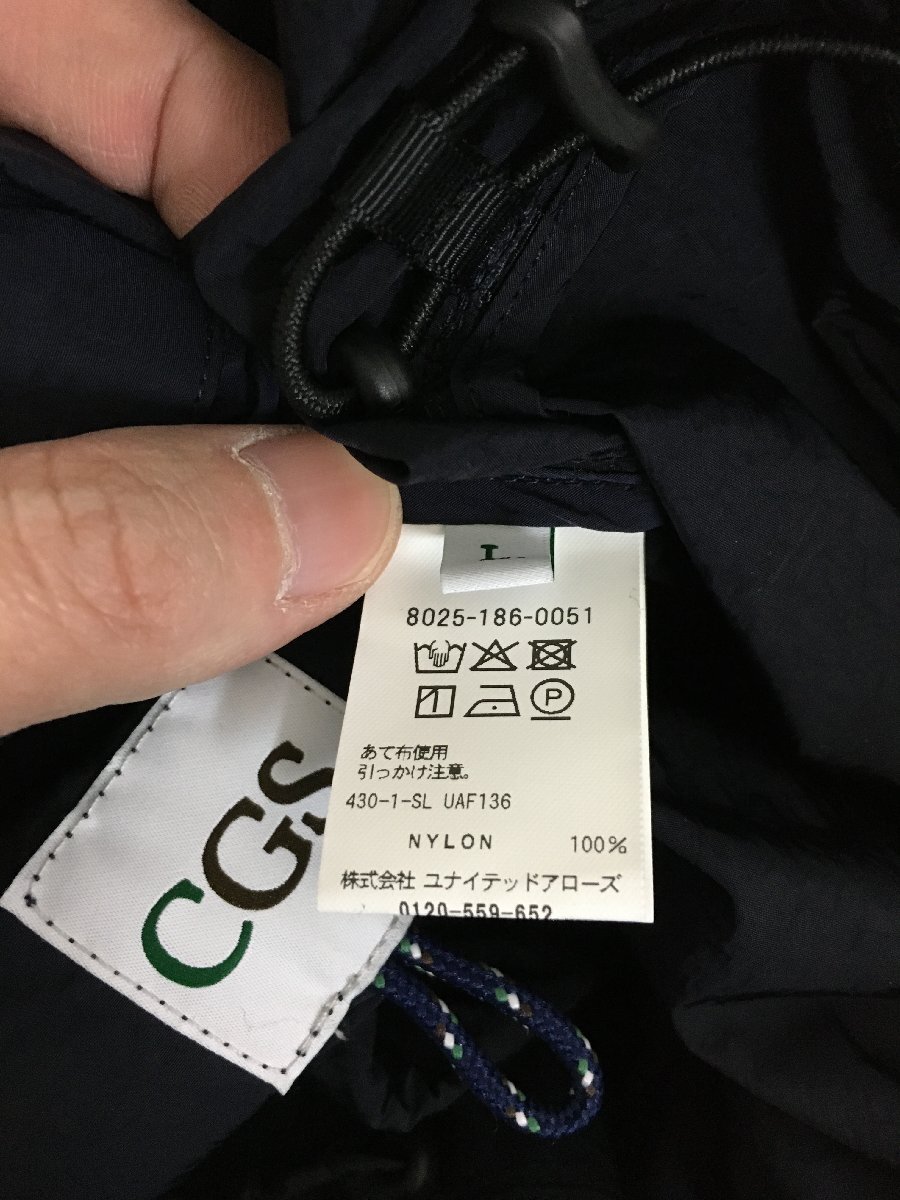 L
8025-186-0051
P
あて布使用
引っかけ注意。
430-1-SL UAF136
NYLON 100%
株式会社 ユナイテッドアローズ
0120-559-652
CGS